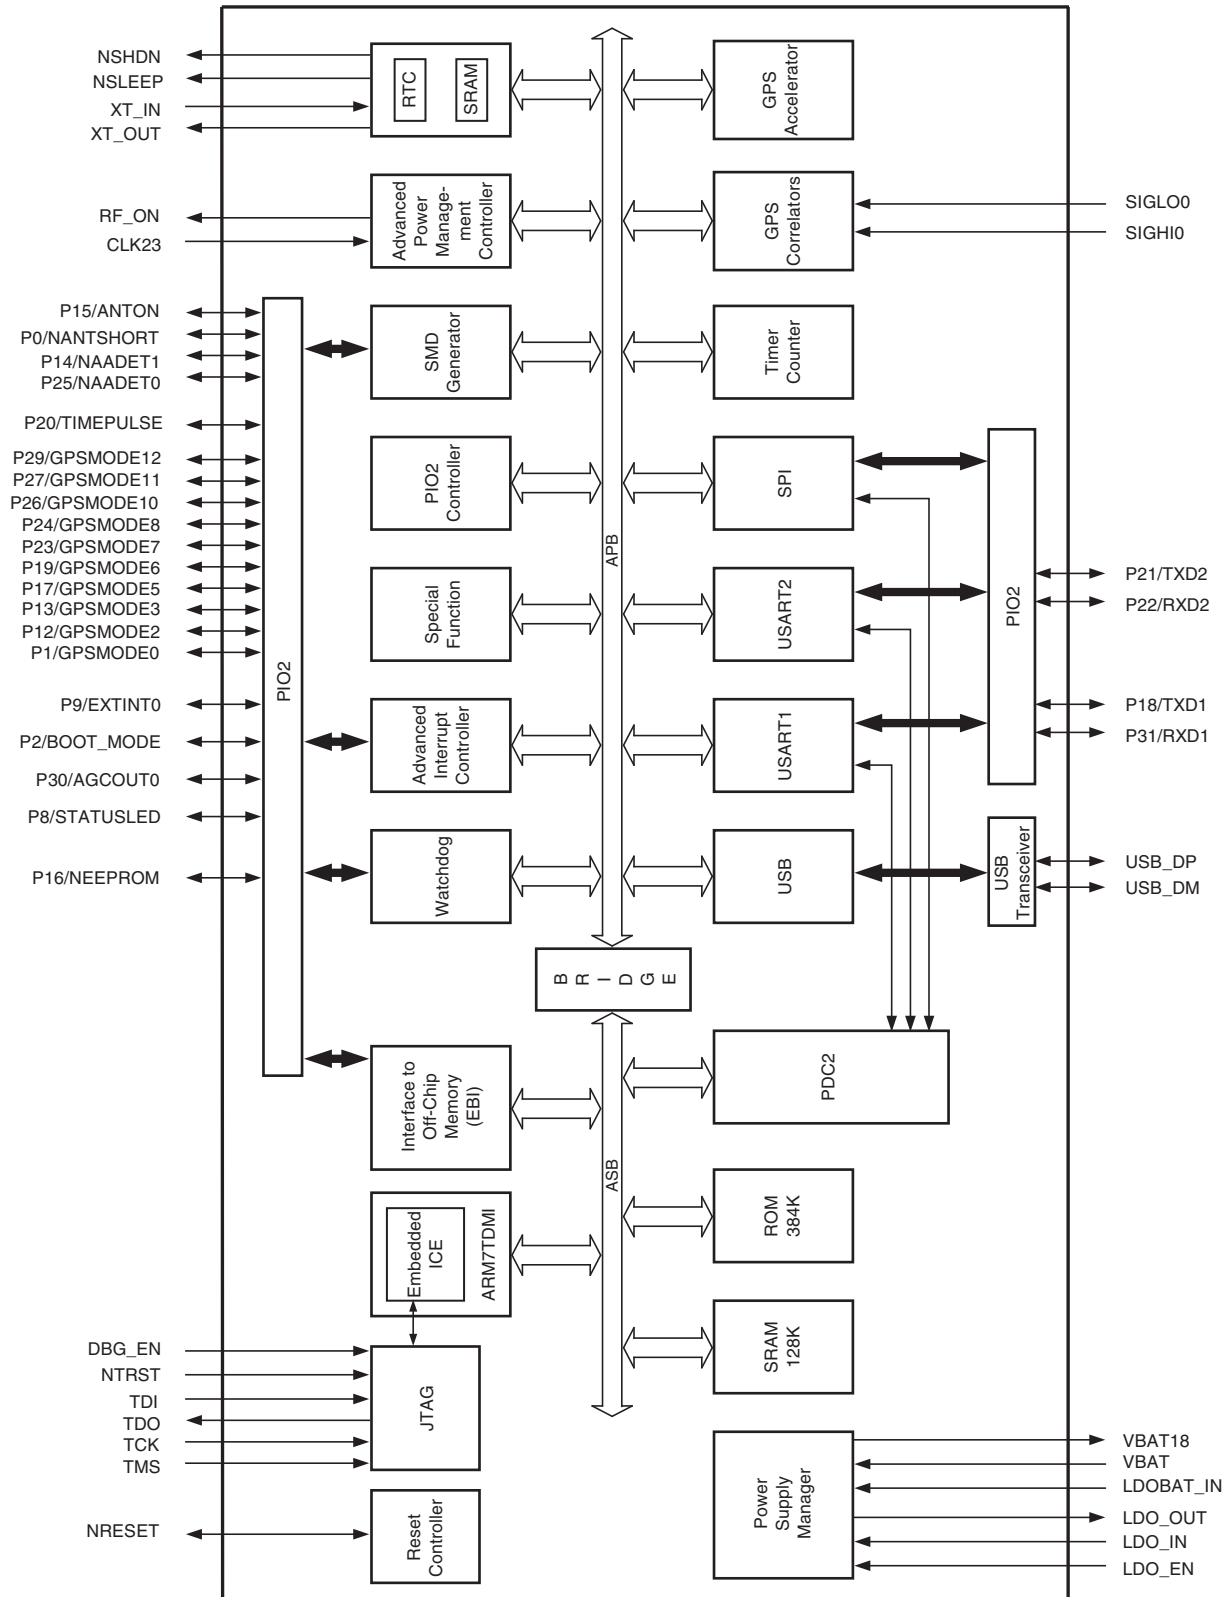 NSHDN
NSLEEP
XT_IN
XT_OUT
RF_ON
CLK23
P15/ANTON
P0/NANTSHORT
P14/NAADET1
P25/NAADET0
P20/TIMEPULSE
P29/GPSMODE12
P27/GPSMODE11
P26/GPSMODE10
P24/GPSMODE8
P23/GPSMODE7
P19/GPSMODE6
P17/GPSMODE5
P13/GPSMODE3
P12/GPSMODE2
P1/GPSMODE0
P9/EXTINT0
P2/BOOT_MODE
P30/AGCOUT0
P8/STATUSLED
P16/NEEPROM
DBG_EN
NTRST
TDI
TDO
TCK
TMS
NRESET
PIO2
RTC
SRAM
Advanced
Power
Manage-
ment
Controller
SMD
Generator
PIO2
Controller
Special
Function
Advanced
Interrupt
Controller
Watchdog
Interface to
Off-Chip
Memory
(EBI)
Embedded
ICE
ARM7TDMI
JTAG
Reset
Controller
APB
BRIDGE
ASB
GPS
Accelerator
GPS
Correlators
Timer
Counter
SPI
USART2
USART1
USB
PDC2
ROM
384K
SRAM
128K
Power
Supply
Manager
PIO2
USB
Transceiver
SIGLO0
SIGHI0
P21/TXD2
P22/RXD2
P18/TXD1
P31/RXD1
USB_DP
USB_DM
VBAT18
VBAT
LDOBAT_IN
LDO_OUT
LDO_IN
LDO_EN